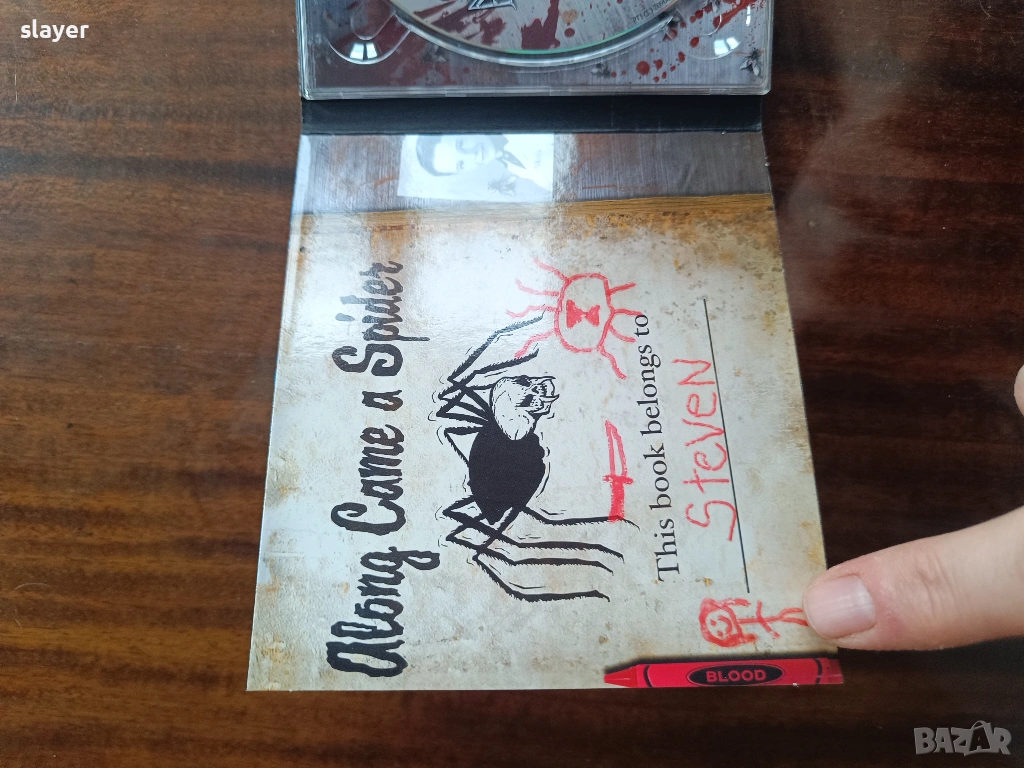 slayer
Along Came a Spider
This book belongs to
Steven
BLOOD
BAZAR